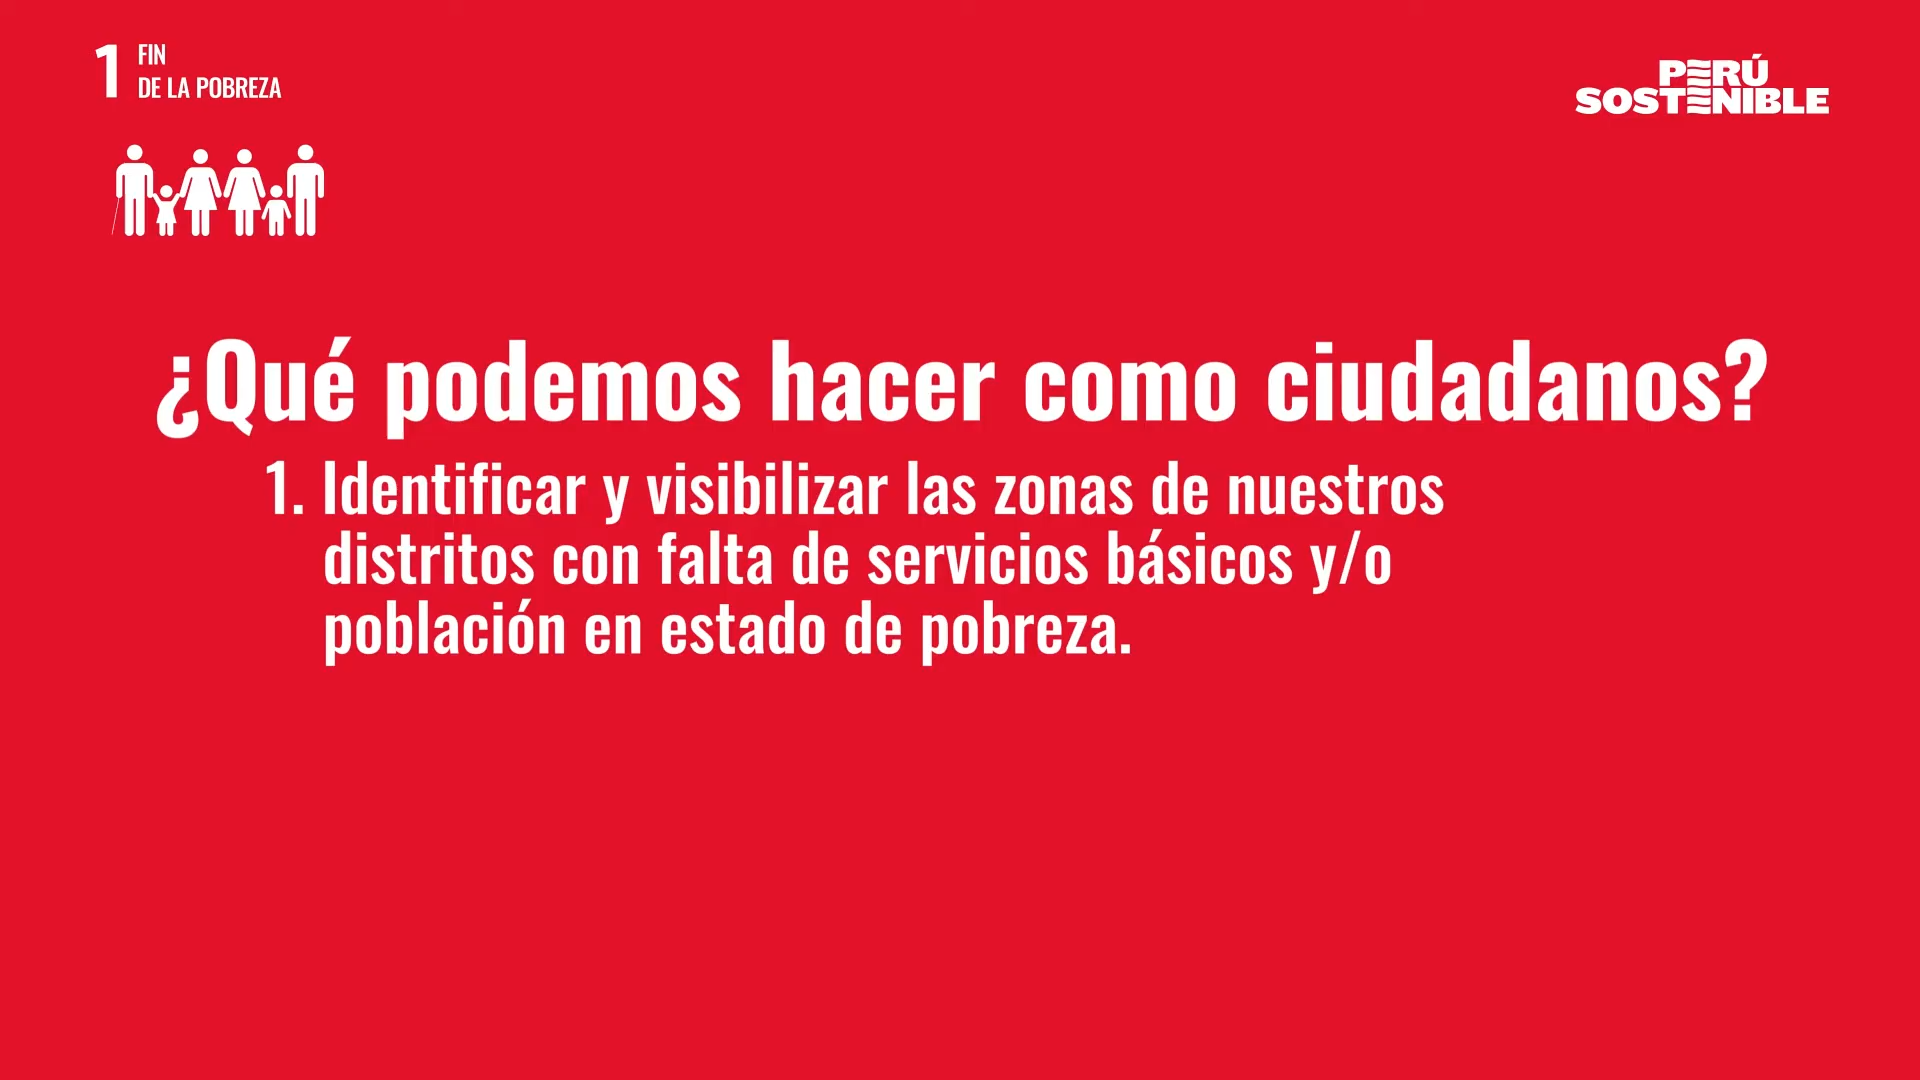 1 FIN
DE LA POBREZA
PERÚ
SOSTENIBLE
¿Qué podemos hacer como ciudadanos?
1. Identificar y visibilizar las zonas de nuestros
distritos con falta de servicios básicos y/o
población en estado de pobreza.